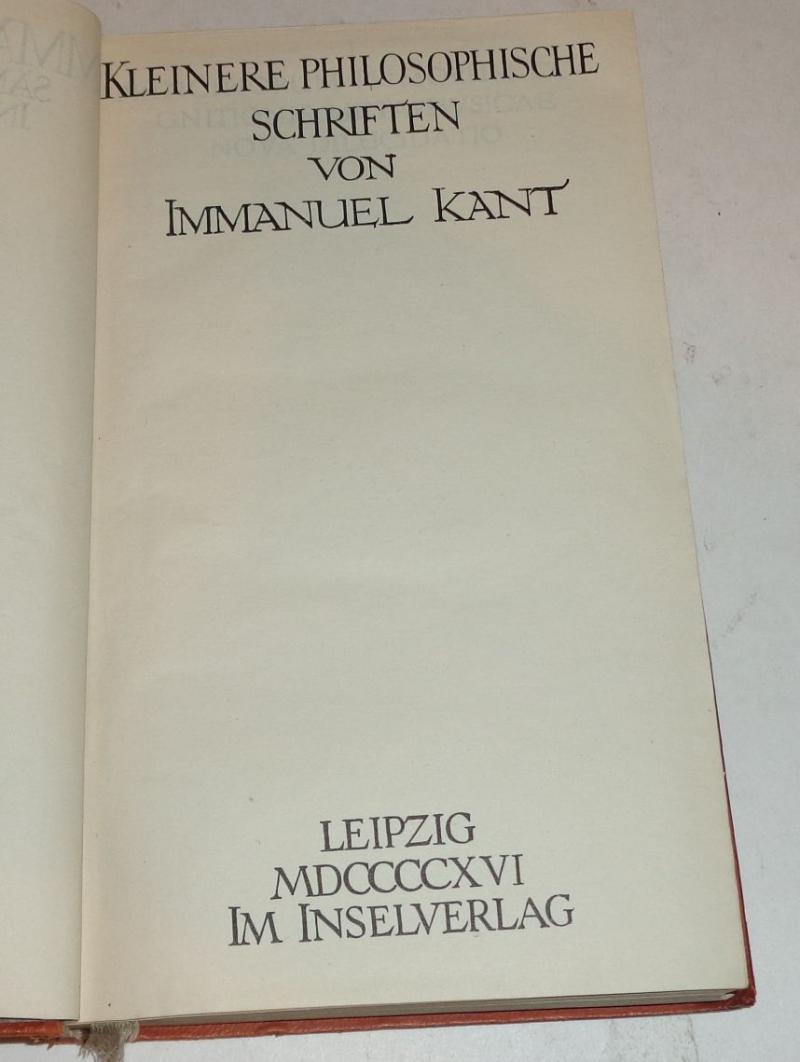 KLEINERE PHILOSOPHISCHE
SCHRIFTEN
VON
IMMANUEL KANT
LEIPZIG
MDCCCCXVI
IM INSELVERLAG